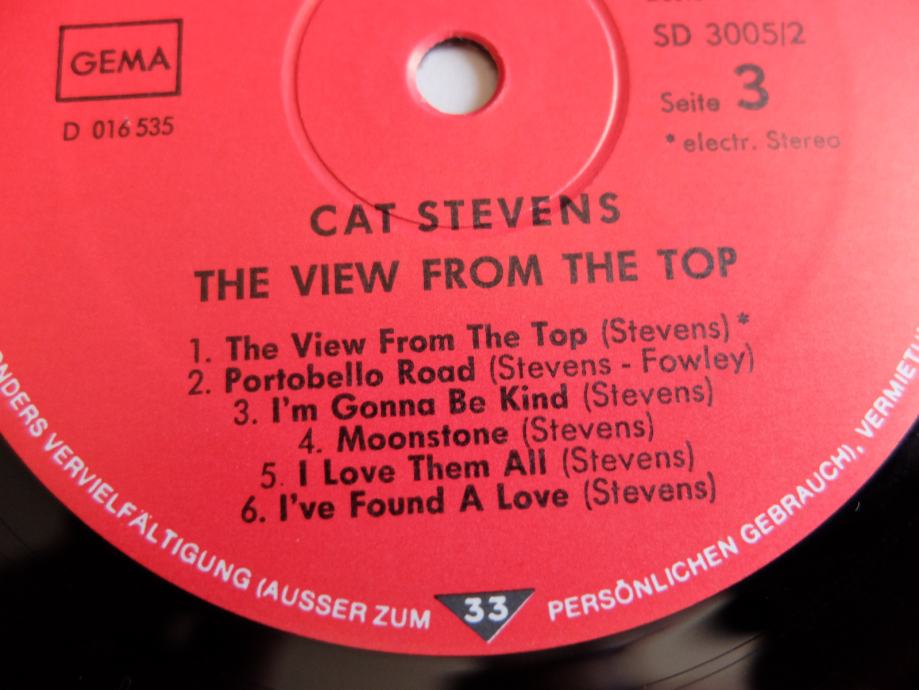 SD 3005/2
GEMA
Seite 3
D 016 535
* electr. Stereo
CAT STEVENS
THE VIEW FROM THE TOP
1. The View From The Top (Stevens)*
2. Portobello Road (Stevens - Fowley)
3. I'm Gonna Be Kind (Stevens)
4. Moonstone (Stevens)
5. I Love Them All (Stevens)
6. I've Found A Love (Stevens)
VERVIELFÄLTIGUNG (AUSSER ZUM 33 PERSÖNLICHEN GEBRAUCH),